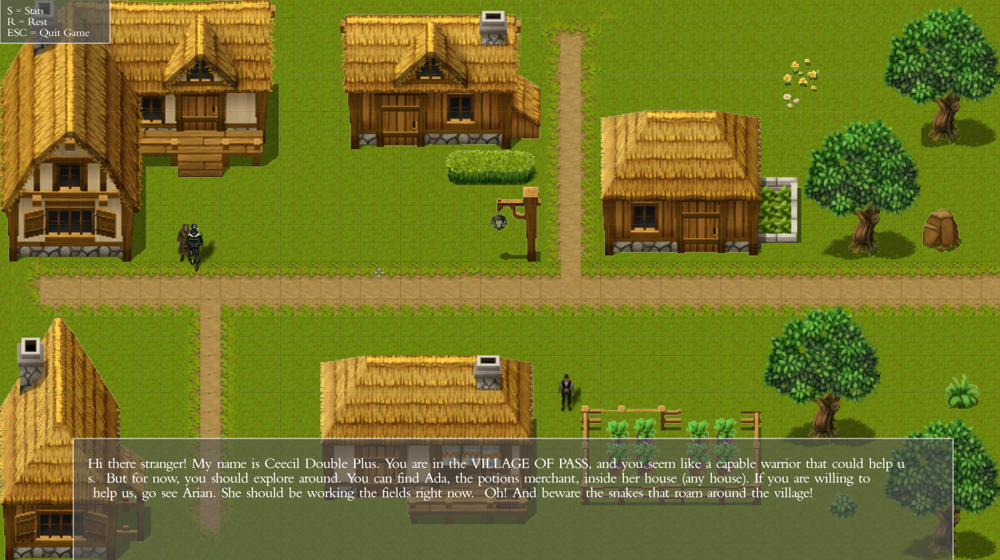 S = Stats
R = Rest
ESC = Quit Game
Hi there stranger! My name is Ceecil Double Plus. You are in the VILLAGE OF PASS, and you seem like a capable warrior that could help u
s.  But for now, you should explore around. You can find Ada, the potions merchant, inside her house (any house). If you are willing to
help us, go see Arian. She should be working the fields right now.  Oh! And beware the snakes that roam around the village!